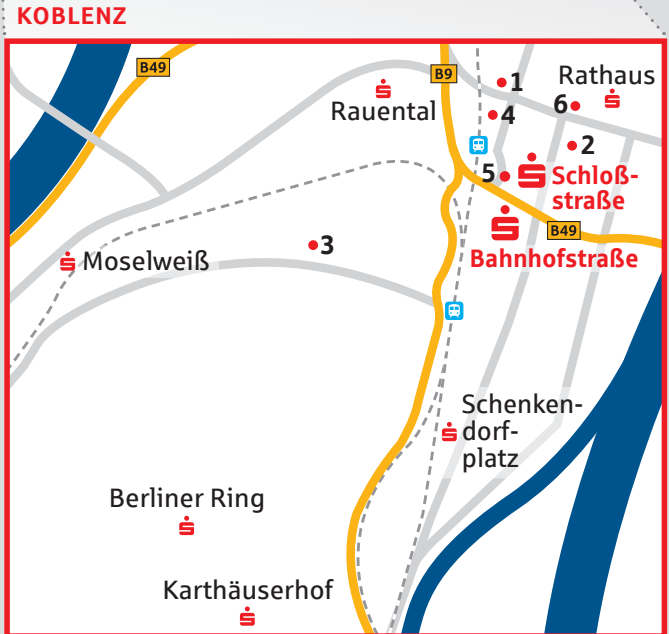 KOBLENZ
B49
B9
1
Rathaus
Rauental
4
6
2
5
Schloß-
straße
B49
Bahnhofstraße
Moselweiß
3
Schenken-
dorf-
platz
Berliner Ring
Karthäuserhof